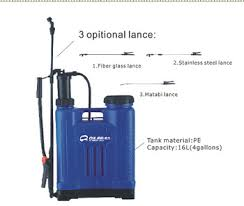 3 opitional lance:
1.Fiber glass lance
2.Stainless steel lance
3.Matabi lance
Tank material:PE
Capacity:16L(4gallons)